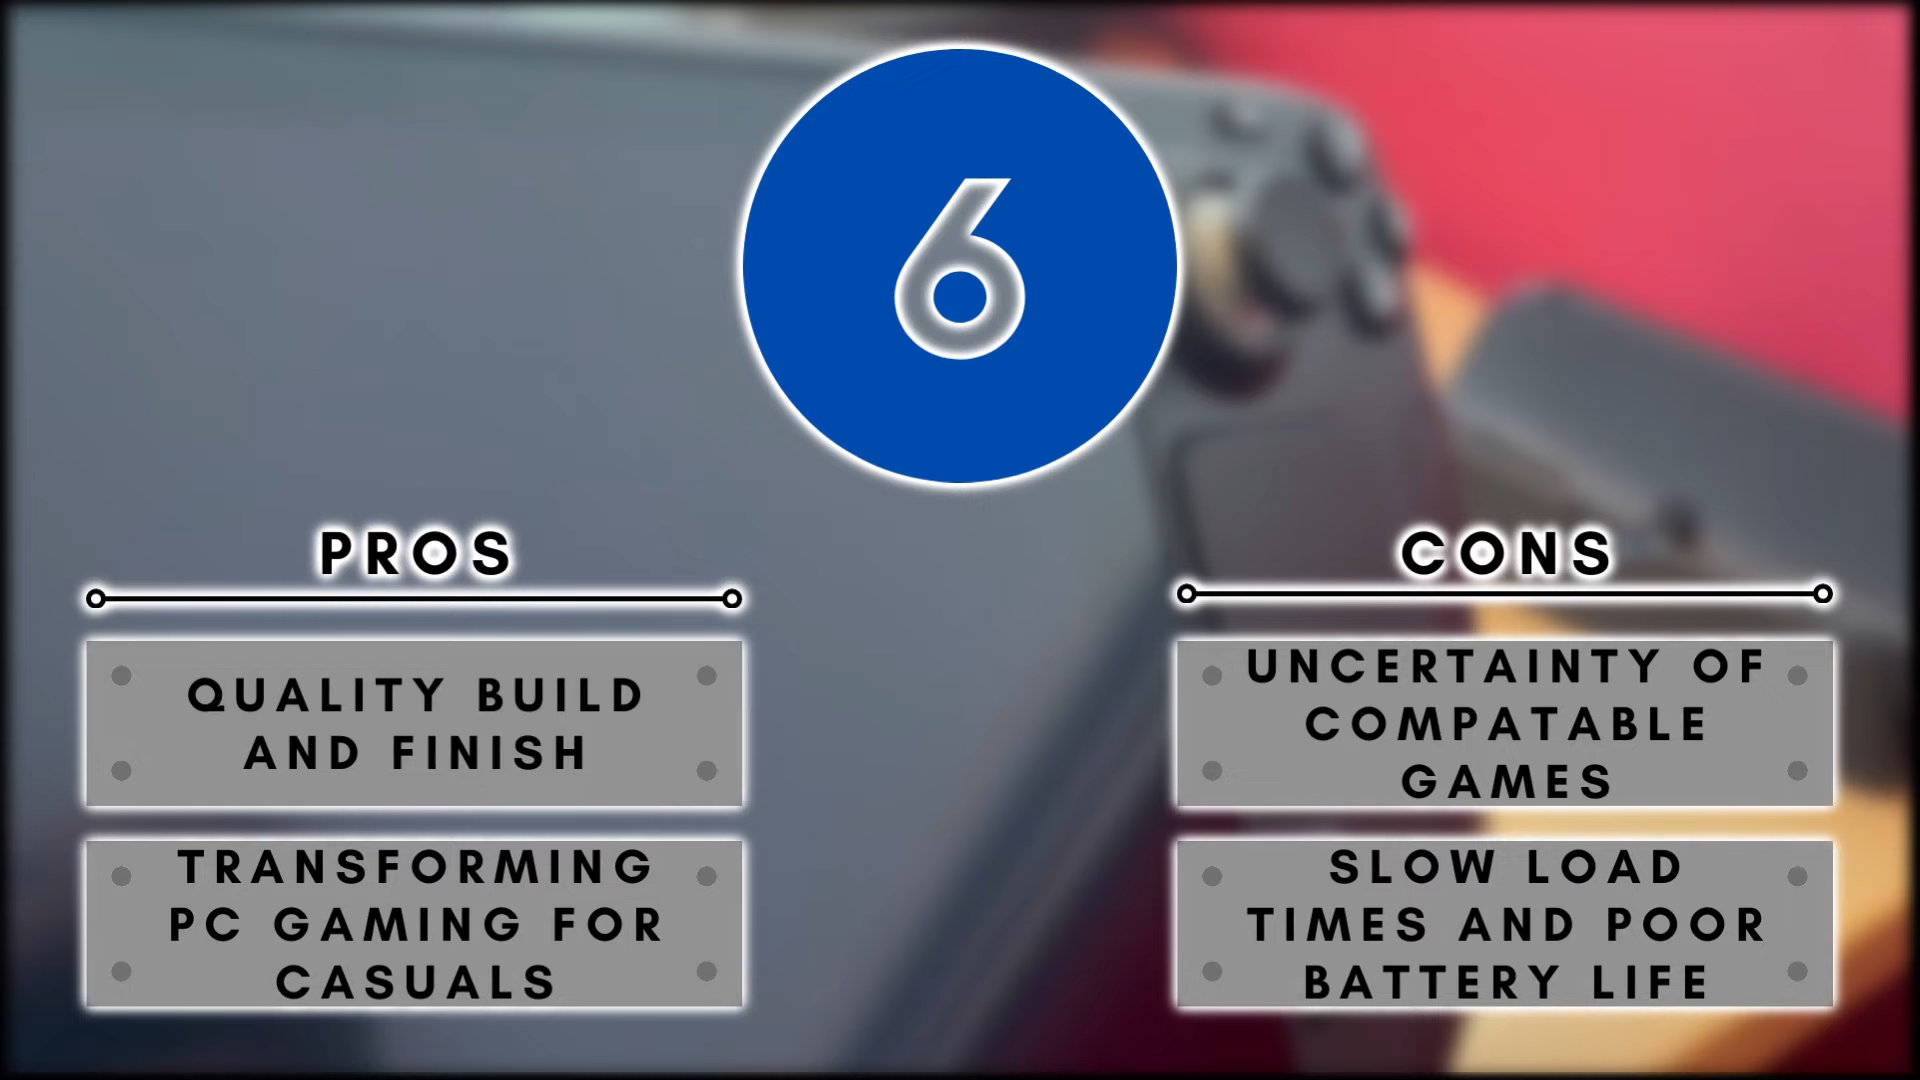 6
PROS
QUALITY BUILD
AND FINISH
TRANSFORMING
PC GAMING FOR
CASUALS
CONS
UNCERTAINTY OF
COMPATABLE
GAMES
SLOW LOAD
TIMES AND POOR
BATTERY LIFE